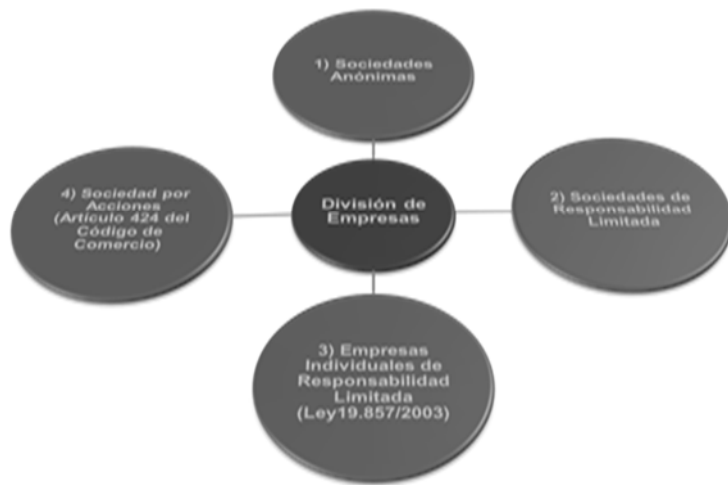 1) Sociedades
Anónimas
División de
Empresas
2) Sociedades de
Responsabilidad
Limitada
3) Empresas
Individuales de
Responsabilidad
Limitada
(Ley19.857/2003)
4) Sociedad por
Acciones
(Artículo 424 del
Código de
Comercio)